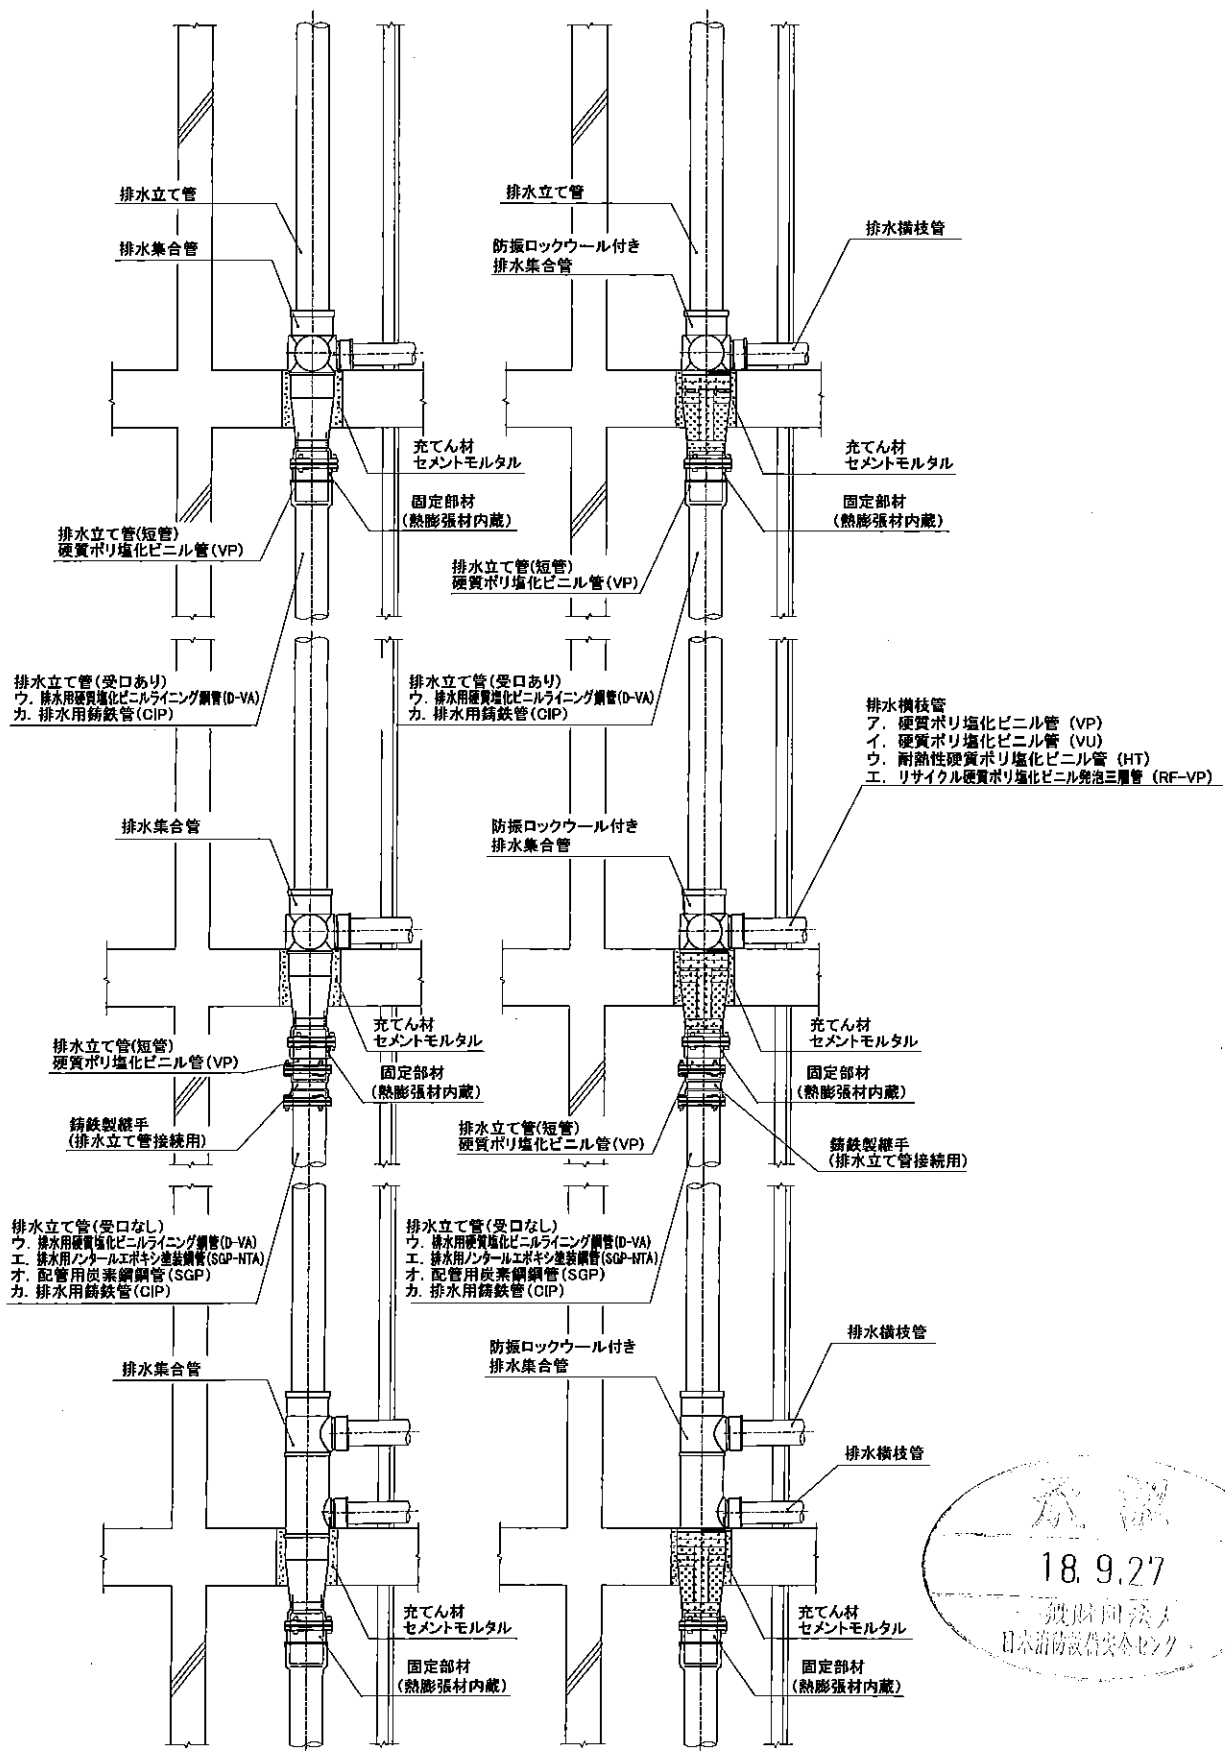 排水立て管
排水集合管
充てん材
セメントモルタル
固定部材
(熱膨張材内蔵)
排水立て管(短管)
硬質ポリ塩化ビニル管(VP)
排水立て管(受口あり)
ウ. 排水用硬質塩化ビニルライニング鋼管(D-VA)
カ. 排水用鋳鉄管(CIP)
排水集合管
充てん材
セメントモルタル
排水立て管(短管)
硬質ポリ塩化ビニル管(VP)
固定部材
(熱膨張材内蔵)
鋳鉄製継手
(排水立て管接続用)
排水立て管(受口なし)
ウ. 排水用硬質塩化ビニルライニング鋼管(D-VA)
エ. 排水用ノンタールエポキシ塗装鋼管(SGP-NTA)
オ. 配管用炭素鋼鋼管(SGP)
カ. 排水用鋳鉄管(CIP)
排水集合管
充てん材
セメントモルタル
固定部材
(熱膨張材内蔵)
排水立て管
防振ロックウール付き
排水集合管
排水横枝管
充てん材
セメントモルタル
固定部材
(熱膨張材内蔵)
排水立て管(短管)
硬質ポリ塩化ビニル管(VP)
排水立て管(受口あり)
ウ. 排水用硬質塩化ビニルライニング鋼管(D-VA)
カ. 排水用鋳鉄管(CIP)
排水横枝管
ア. 硬質ポリ塩化ビニル管 (VP)
イ. 硬質ポリ塩化ビニル管 (VU)
ウ. 耐熱性硬質ポリ塩化ビニル管 (HT)
エ. リサイクル硬質ポリ塩化ビニル発泡三層管 (RF-VP)
防振ロックウール付き
排水集合管
充てん材
セメントモルタル
固定部材
(熱膨張材内蔵)
排水立て管(短管)
硬質ポリ塩化ビニル管(VP)
鋳鉄製継手
(排水立て管接続用)
排水立て管(受口なし)
ウ. 排水用硬質塩化ビニルライニング鋼管(D-VA)
エ. 排水用ノンタールエポキシ塗装鋼管(SGP-NTA)
オ. 配管用炭素鋼鋼管(SGP)
カ. 排水用鋳鉄管(CIP)
防振ロックウール付き
排水集合管
排水横枝管
排水横枝管
充てん材
セメントモルタル
固定部材
(熱膨張材内蔵)
18.9.27
一般財団法人
日本消防設備安全センター